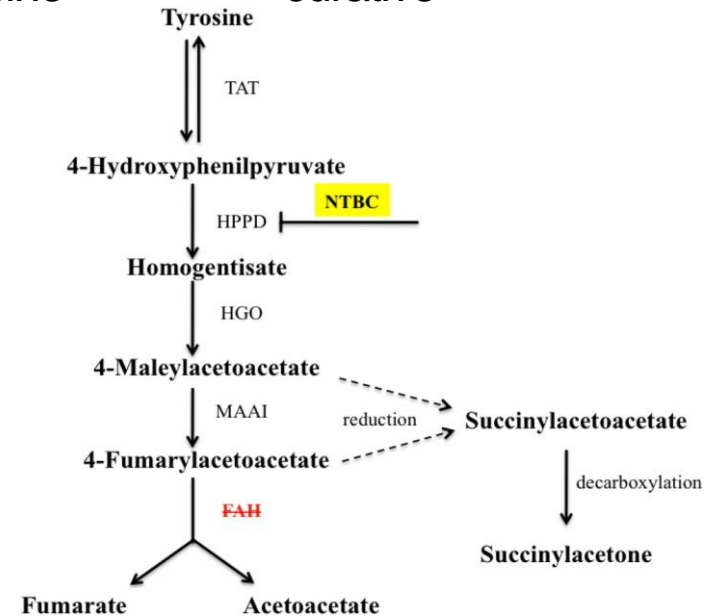 Tyrosine
TAT
4-Hydroxyphenilpyruvate
NTBC
HPPD
Homogentisate
HGO
4-Maleylacetoacetate
MAAI
reduction
Succinylacetoacetate
4-Fumarylacetoacetate
decarboxylation
FAH
Succinylacetone
Fumarate
Acetoacetate